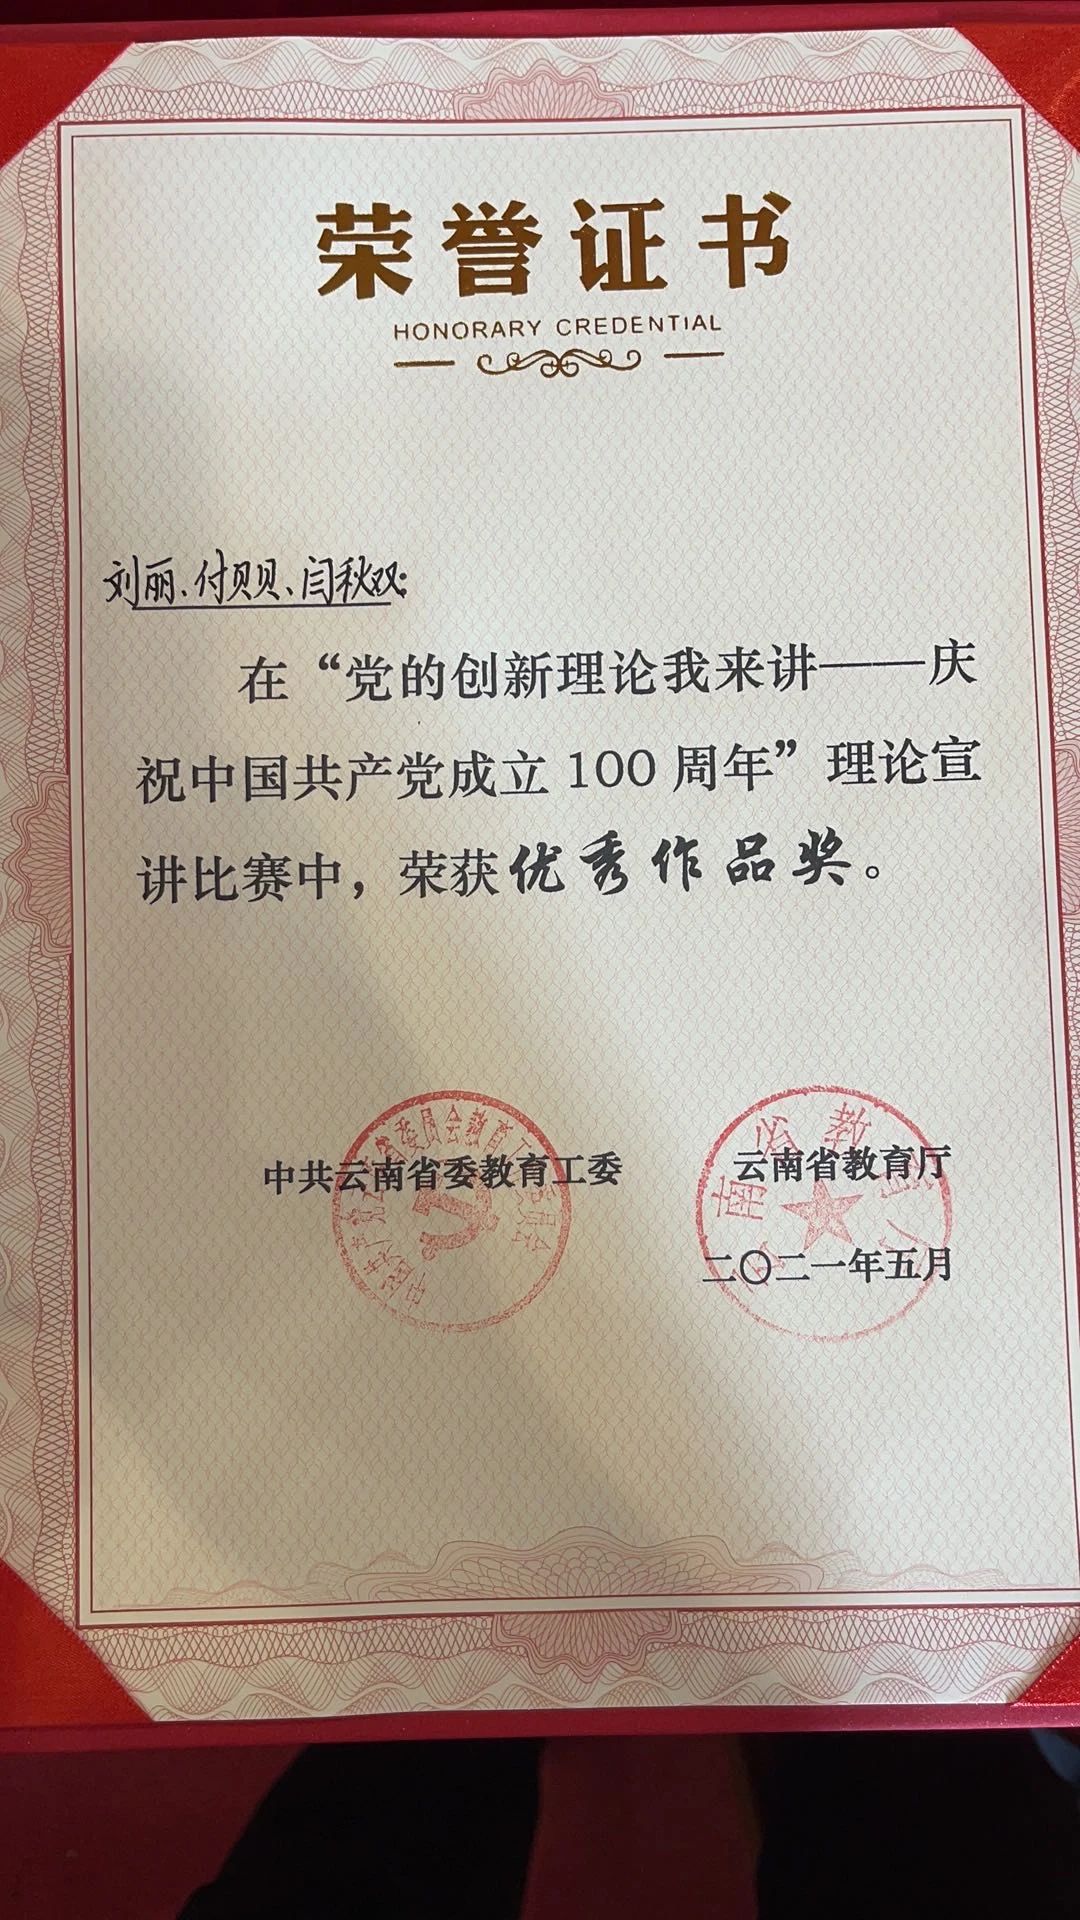 荣誉证书
HONORARY CREDENTIAL
刘丽、付贝贝、闫秋双:
在“党的创新理论我来讲——庆
祝中国共产党成立100周年”理论宣
讲比赛中，荣获优秀作品奖。
中共云南省委教育工委
云南省教育厅
二〇二一年五月